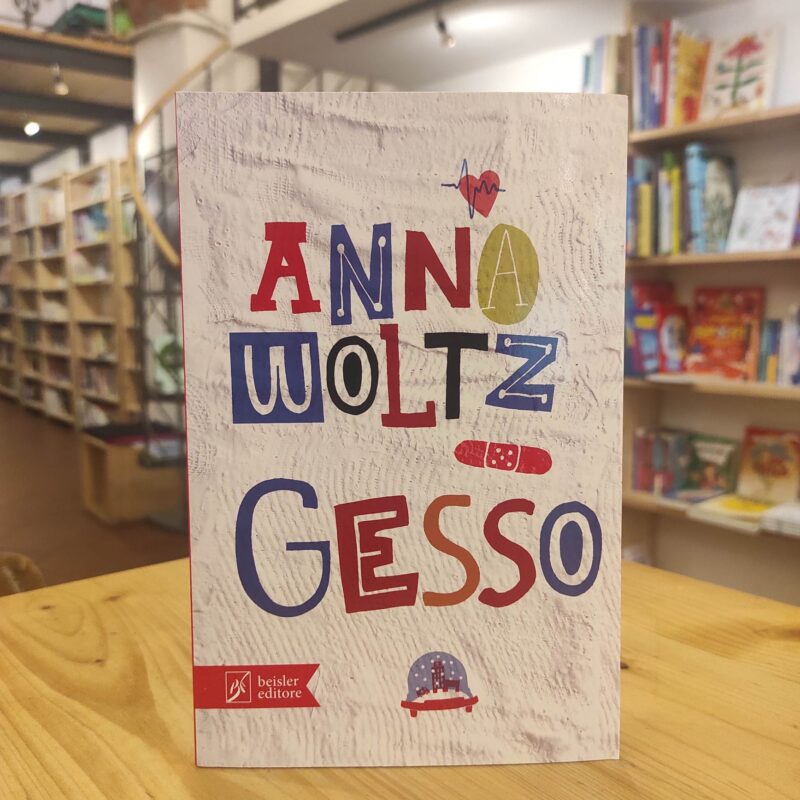 ANNA
WOLTZ
GESSO
beisler
editore